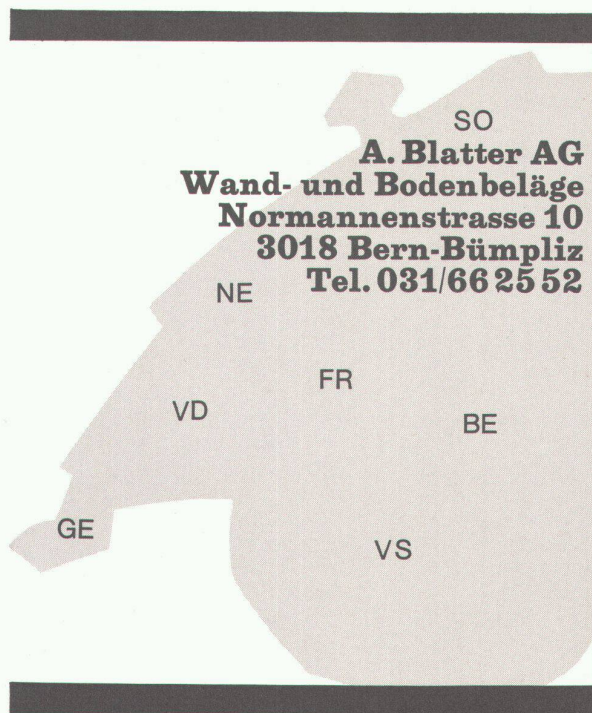 SO
A. Blatter AG
Wand- und Bodenbeläge
Normannenstrasse 10
3018 Bern-Bümpliz
Tel. 031/66 25 52
NE
FR
VD
BE
GE
VS